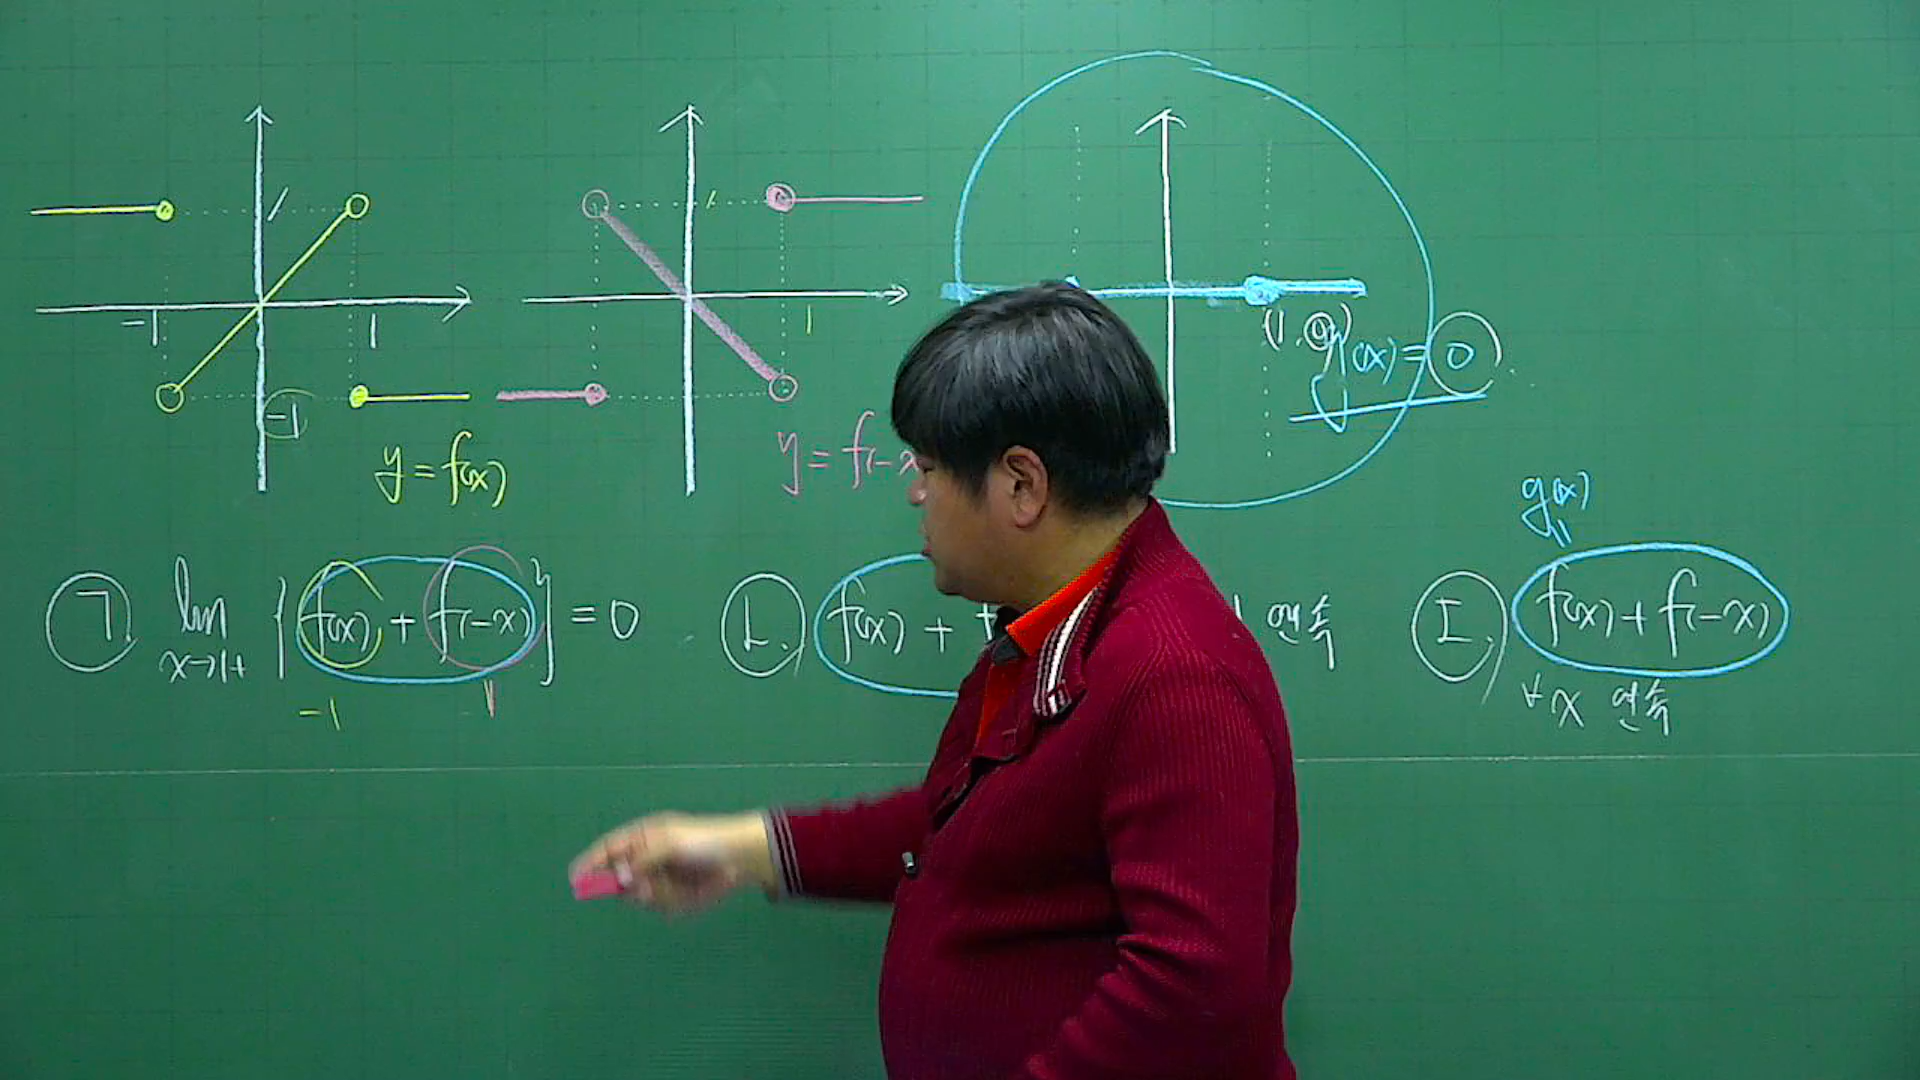 1
-1 1
-1
y = f(x)
1
1
y = f(-x
(1, 0)
g(x) = 0
g(x)
ㄱ. lim x→1+ { f(x) + f(-x) } = 0
-1 1
ㄴ. f(x) + f 연속
ㄷ. f(x) + f(-x)
∀x 연속